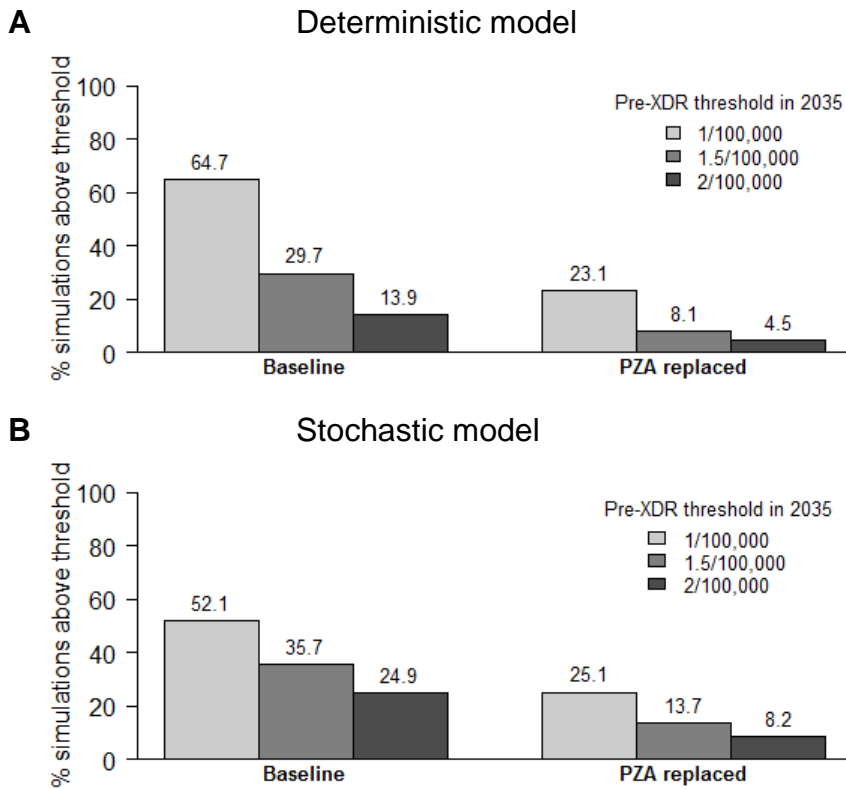 A
Deterministic model
% simulations above threshold
100
80
60
40
20
0
64.7
29.7
13.9
23.1
8.1
4.5
Pre-XDR threshold in 2035
1/100,000
1.5/100,000
2/100,000
Baseline
PZA replaced
B
Stochastic model
% simulations above threshold
100
80
60
40
20
0
52.1
35.7
24.9
25.1
13.7
8.2
Pre-XDR threshold in 2035
1/100,000
1.5/100,000
2/100,000
Baseline
PZA replaced